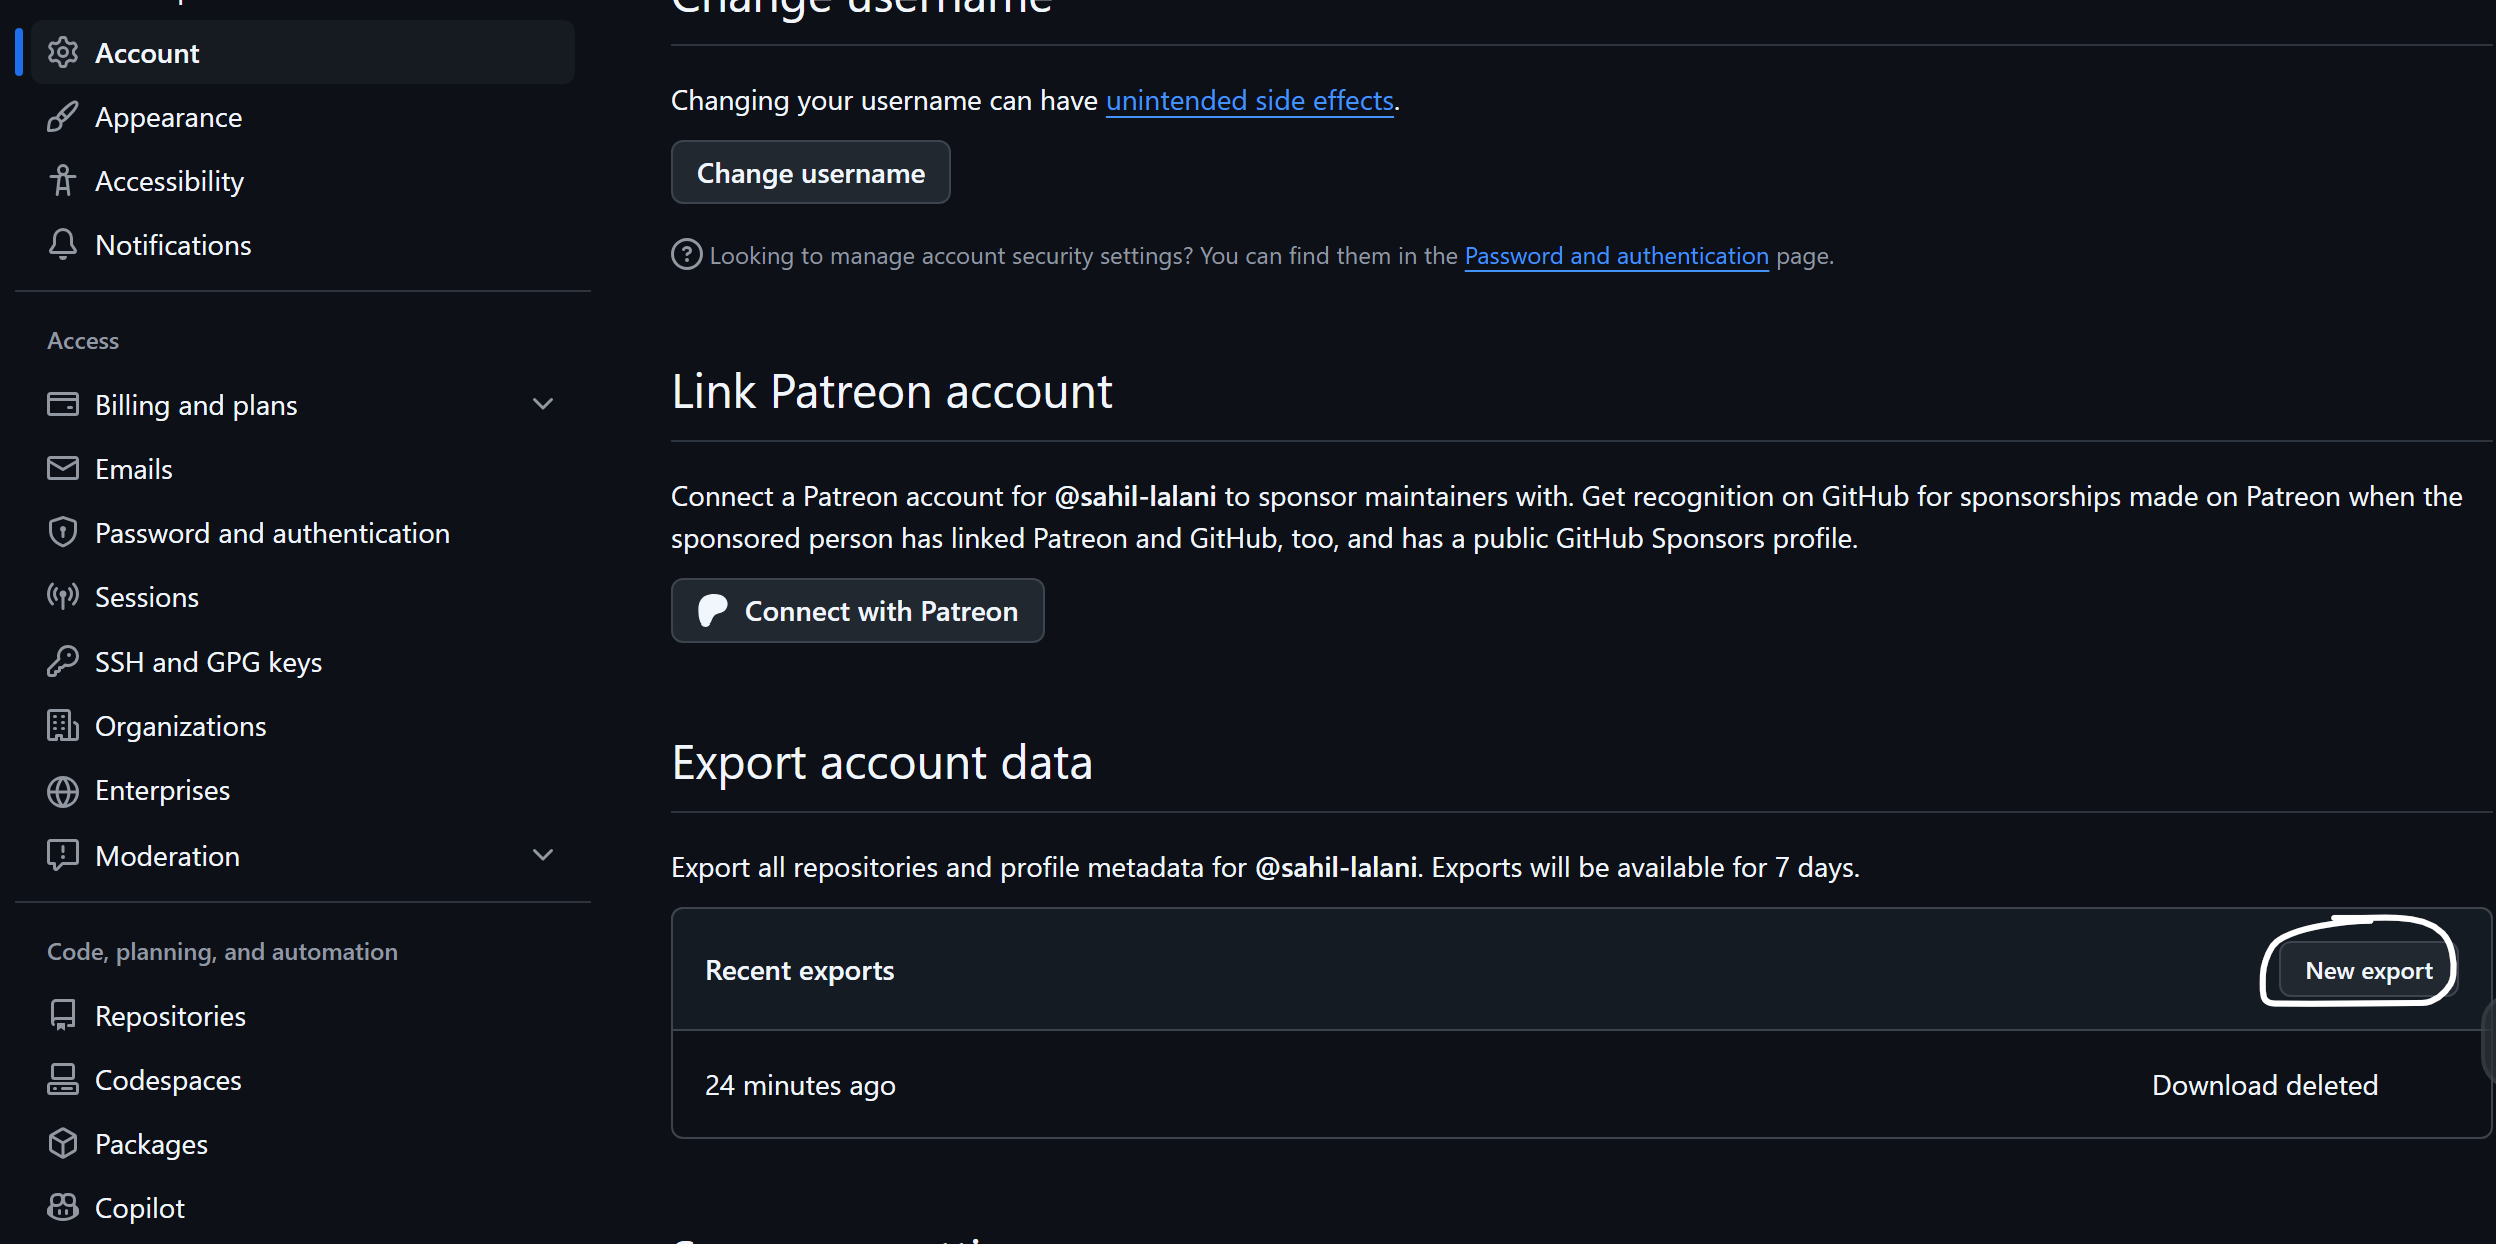 Account
Appearance
Accessibility
Notifications
Access
Billing and plans
Emails
Password and authentication
Sessions
SSH and GPG keys
Organizations
Enterprises
Moderation
Code, planning, and automation
Repositories
Codespaces
Packages
Copilot
Change username
Changing your username can have unintended side effects.
Change username
Looking to manage account security settings? You can find them in the Password and authentication page.
Link Patreon account
Connect a Patreon account for @sahil-lalani to sponsor maintainers with. Get recognition on GitHub for sponsorships made on Patreon when the
sponsored person has linked Patreon and GitHub, too, and has a public GitHub Sponsors profile.
Connect with Patreon
Export account data
Export all repositories and profile metadata for @sahil-lalani. Exports will be available for 7 days.
Recent exports
New export
24 minutes ago
Download deleted